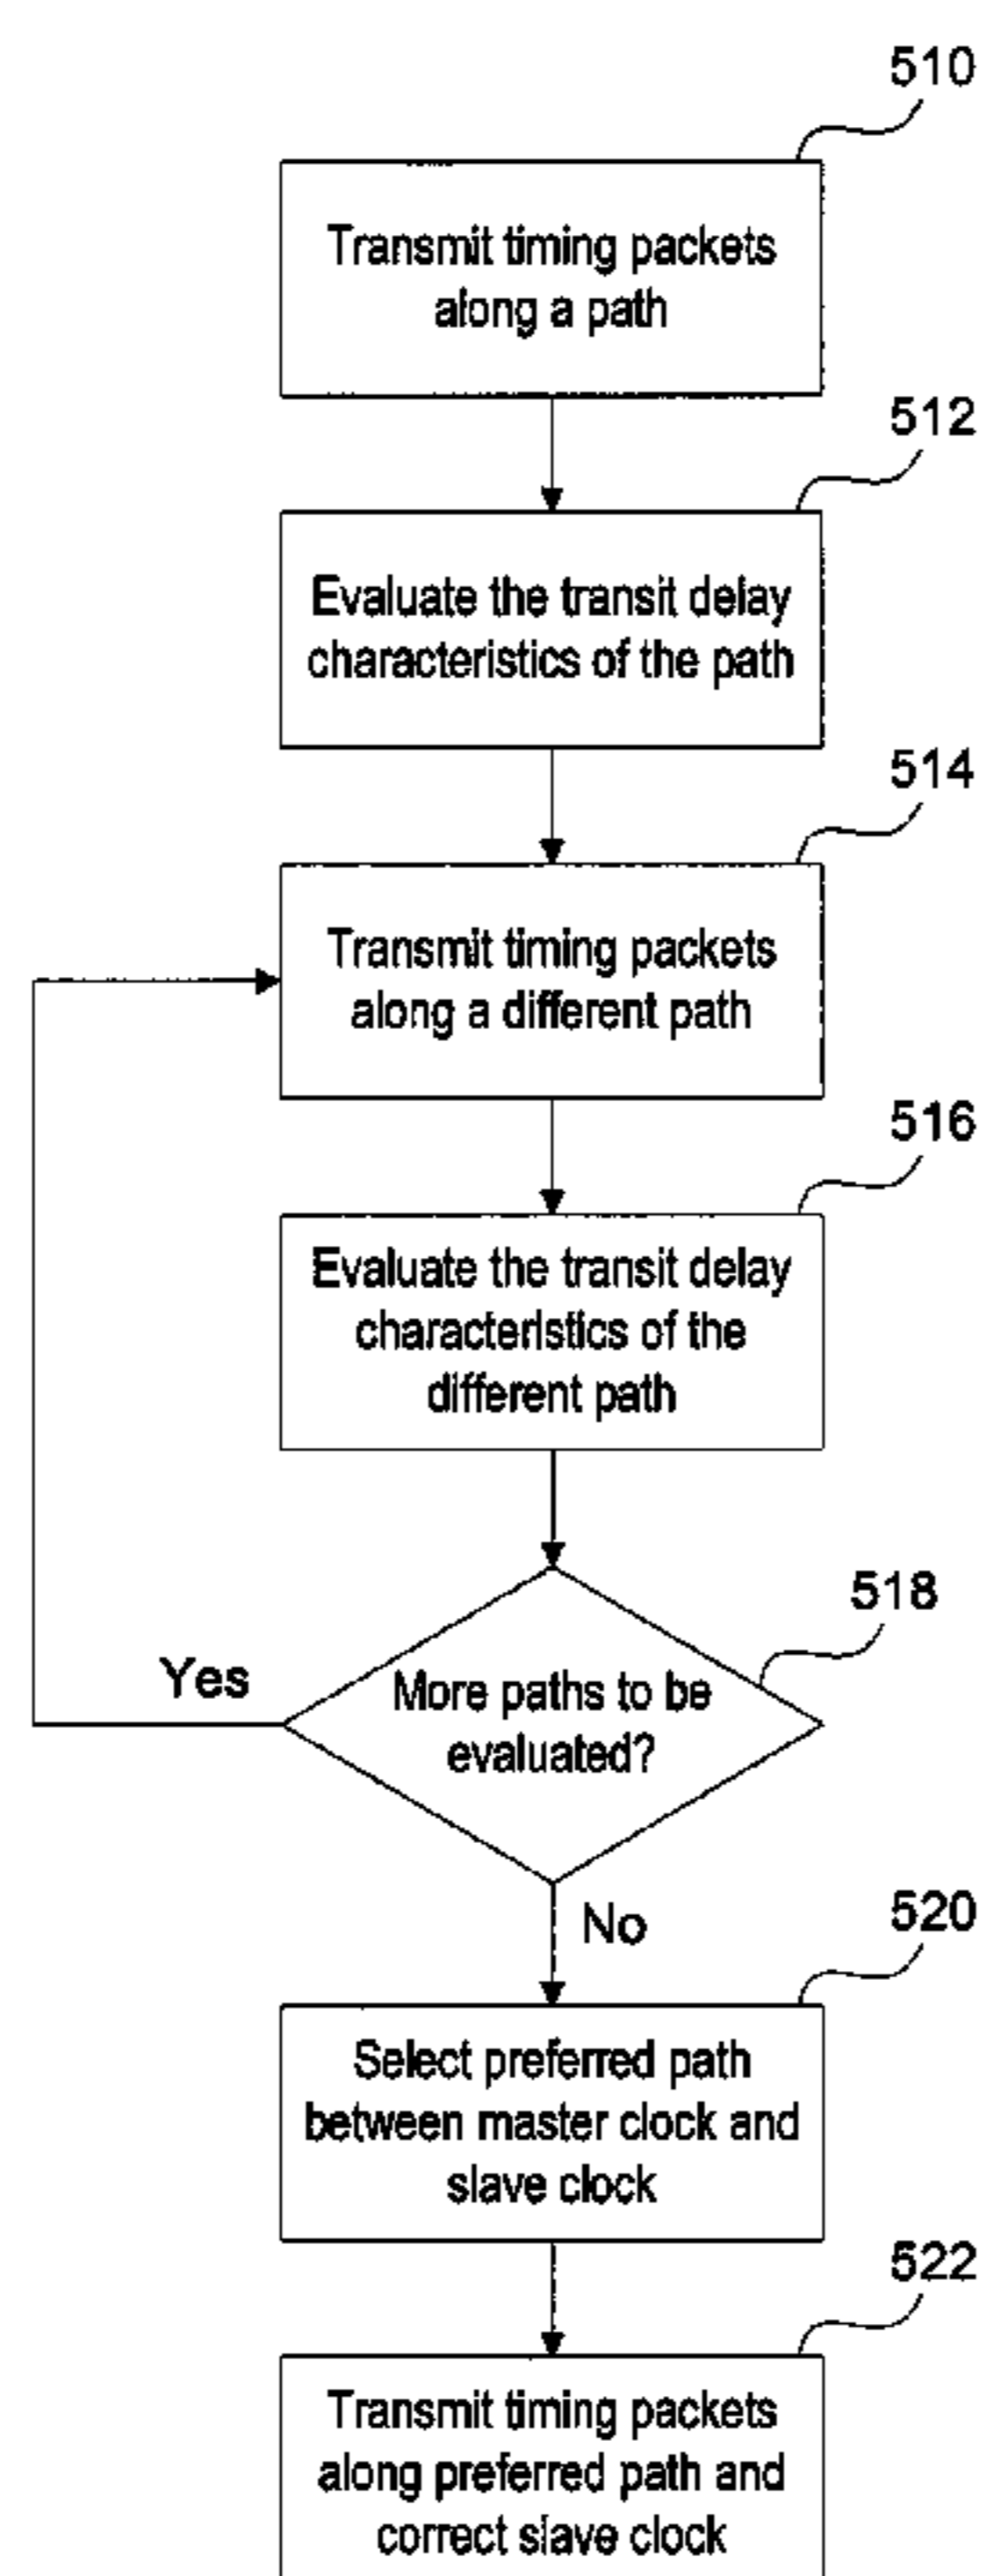 510
Transmit timing packets
along a path
512
Evaluate the transit delay
characteristics of the path
514
Transmit timing packets
along a different path
516
Evaluate the transit delay
characteristics of the
different path
518
More paths to be
evaluated?
Yes
No
520
Select preferred path
between master clock and
slave clock
522
Transmit timing packets
along preferred path and
correct slave clock